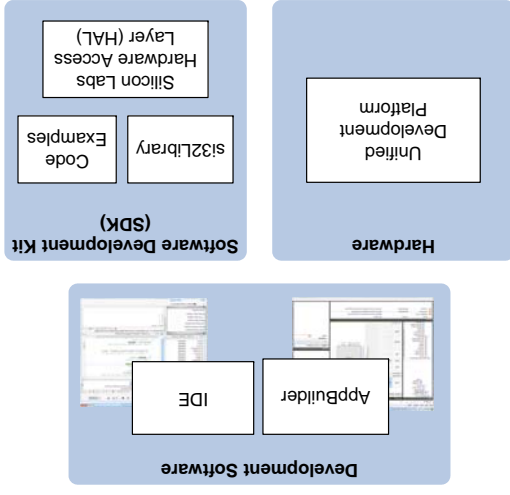 Development Software
AppBuilder
IDE
Hardware
Unified
Development
Platform
Software Development Kit
(SDK)
si32Library
Code
Examples
Silicon Labs
Hardware Access
Layer (HAL)